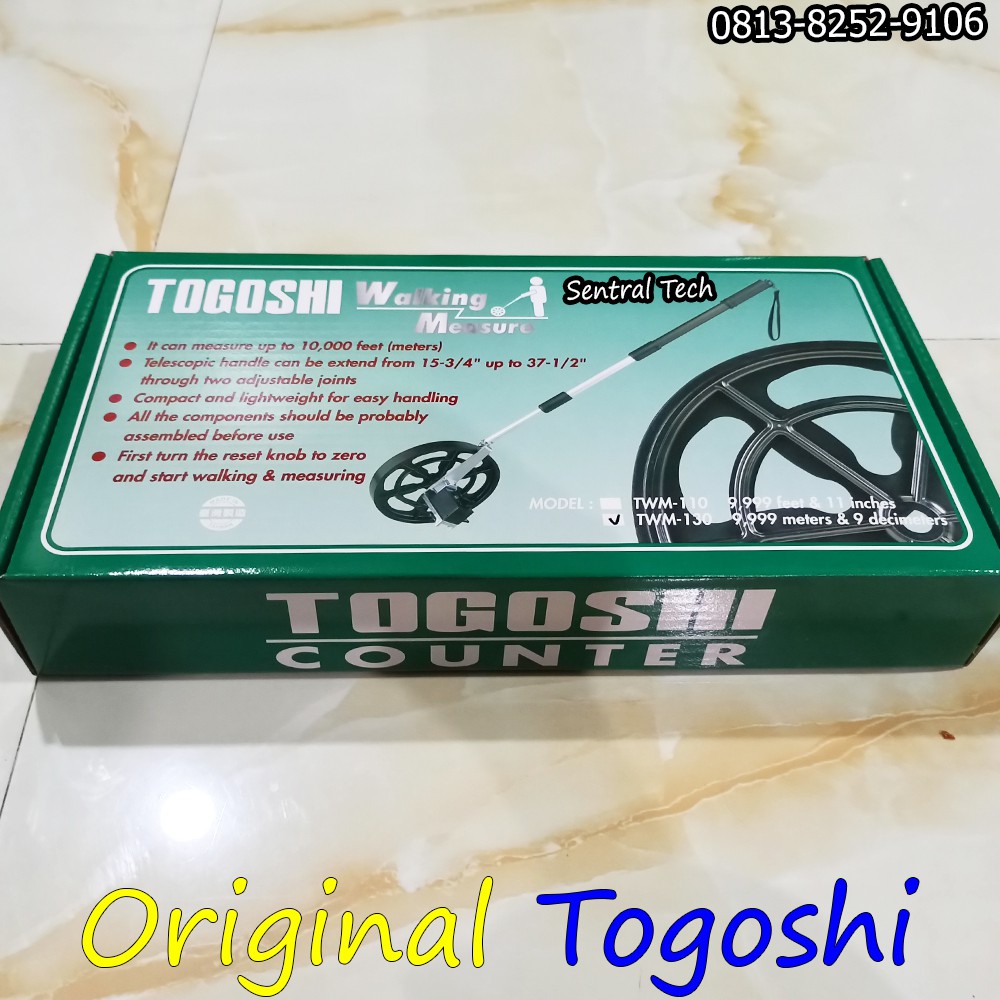 0813-8252-9106
TOGOSHI Walking Measure
Sentral Tech
It can measure up to 10,000 feet (meters)
Telescopic handle can be extend from 15-3/4" up to 37-1/2"
through two adjustable joints
Compact and lightweight for easy handling
All the components should be probably
assembled before use
First turn the reset knob to zero
and start walking & measuring
MODEL : TWM-110 9,999 feet & 11 inches
✓ TWM-130 9,999 meters & 9 decimeters
TOGOSHI
COUNTER
Original Togoshi